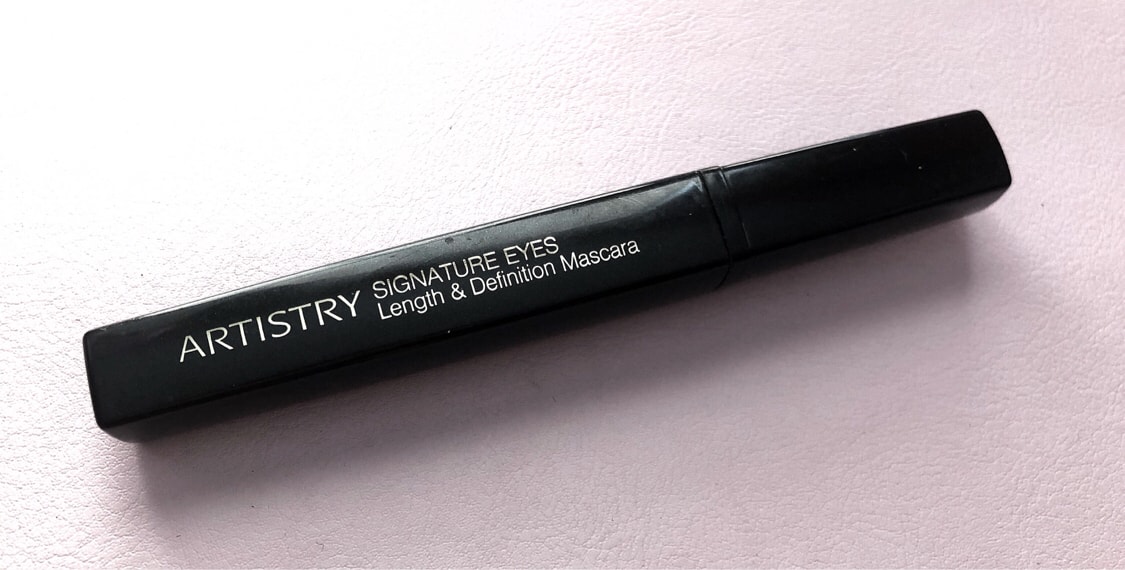 ARTISTRY
SIGNATURE EYES
Length & Definition Mascara